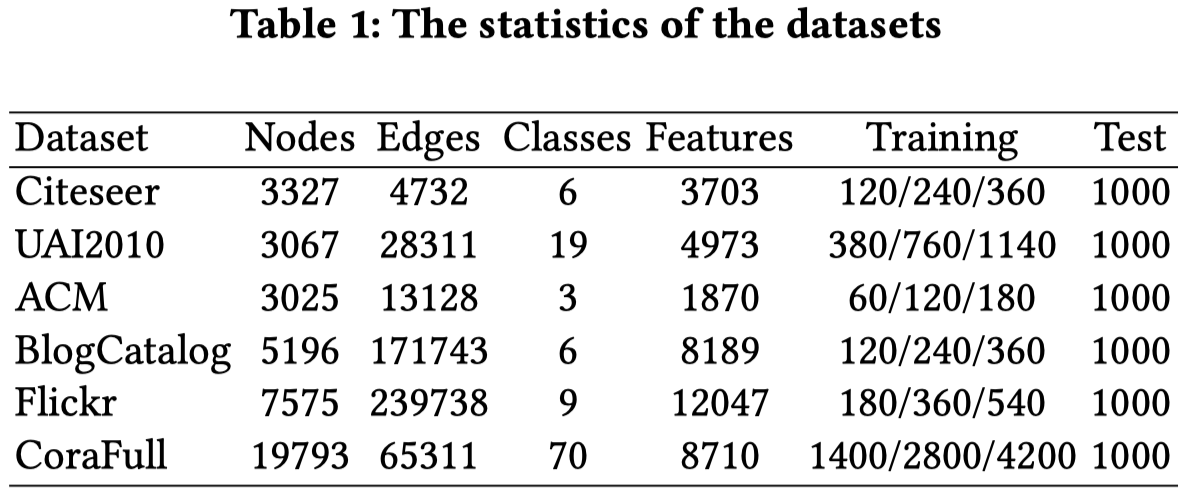 Table 1: The statistics of the datasets
Dataset Nodes Edges Classes Features Training Test
Citeseer 3327 4732 6 3703 120/240/360 1000
UAI2010 3067 28311 19 4973 380/760/1140 1000
ACM 3025 13128 3 1870 60/120/180 1000
BlogCatalog 5196 171743 6 8189 120/240/360 1000
Flickr 7575 239738 9 12047 180/360/540 1000
CoraFull 19793 65311 70 8710 1400/2800/4200 1000